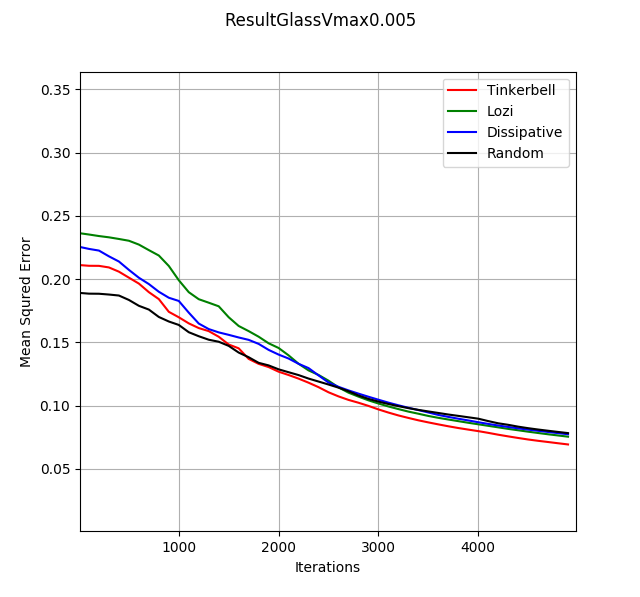 ResultGlassVmax0.005
0.35
0.30
0.25
0.20
0.15
0.10
0.05
Mean Squred Error
Tinkerbell
Lozi
Dissipative
Random
1000 2000 3000 4000
Iterations